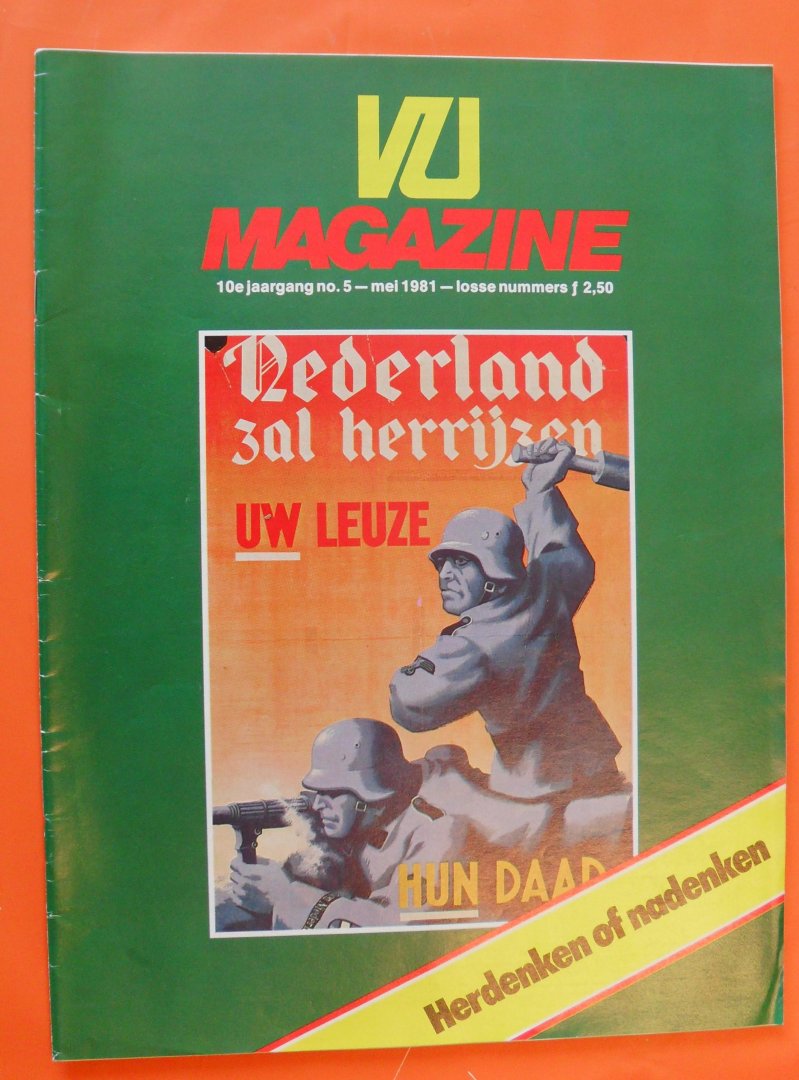 VU
MAGAZINE
10e jaargang no. 5 — mei 1981 — losse nummers ƒ 2,50
Nederland
zal herrijzen
UW LEUZE
HUN DAAD
Herdenken of nadenken